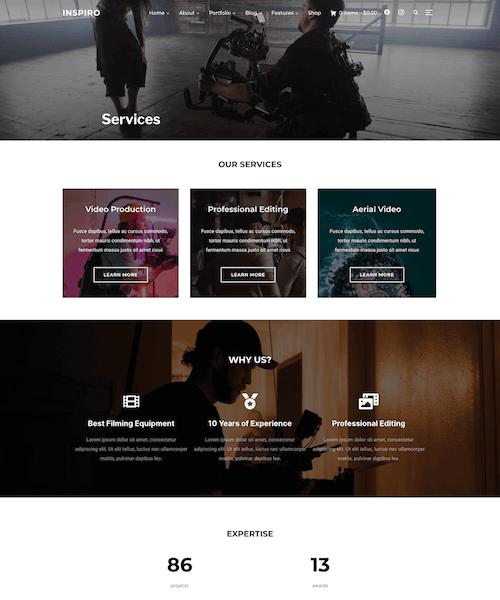 INSPIRO
Home About Portfolio Blog Features Shop 0 items - $0.00
Services
OUR SERVICES
Video Production
Fusce dapibus, tellus ac cursus commodo,
tortor mauris condimentum nibh, ut
fermentum massa justo sit amet risus
LEARN MORE
Professional Editing
Fusce dapibus, tellus ac cursus commodo,
tortor mauris condimentum nibh, ut
fermentum massa justo sit amet risus
LEARN MORE
Aerial Video
Fusce dapibus, tellus ac cursus commodo,
tortor mauris condimentum nibh, ut
fermentum massa justo sit amet risus
LEARN MORE
WHY US?
Best Filming Equipment
Lorem ipsum dolor sit amet, consectetur
adipiscing elit. Ut elit tellus, luctus nec ullamcorper
mattis, pulvinar dapibus leo.
10 Years of Experience
Lorem ipsum dolor sit amet, consectetur
adipiscing elit. Ut elit tellus, luctus nec ullamcorper
mattis, pulvinar dapibus leo.
Professional Editing
Lorem ipsum dolor sit amet, consectetur
adipiscing elit. Ut elit tellus, luctus nec ullamcorper
mattis, pulvinar dapibus leo.
EXPERTISE
86
projects
13
awards